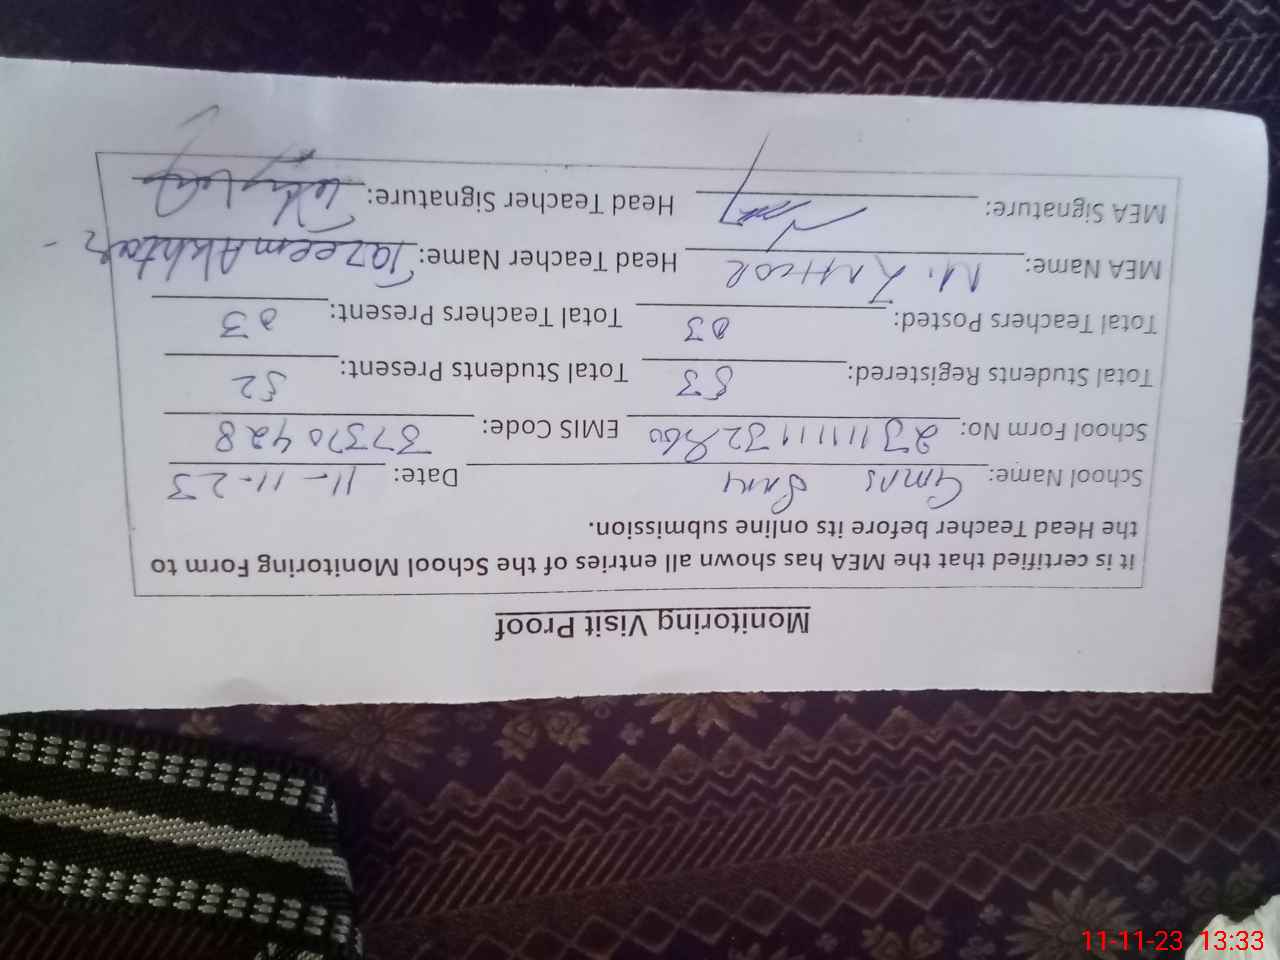 Monitoring Visit Proof
It is certified that the MEA has shown all entries of the School Monitoring Form to
the Head Teacher before its online submission.
School Name: GMNS Date: 11-11-23
School Form No: EMIS Code: 37370428
Total Students Registered: 53 Total Students Present: 52
Total Teachers Posted: 03 Total Teachers Present: 03
MEA Name: M. Head Teacher Name: Tazeem Akhtar
MEA Signature: Head Teacher Signature:
11-11-23 13:33